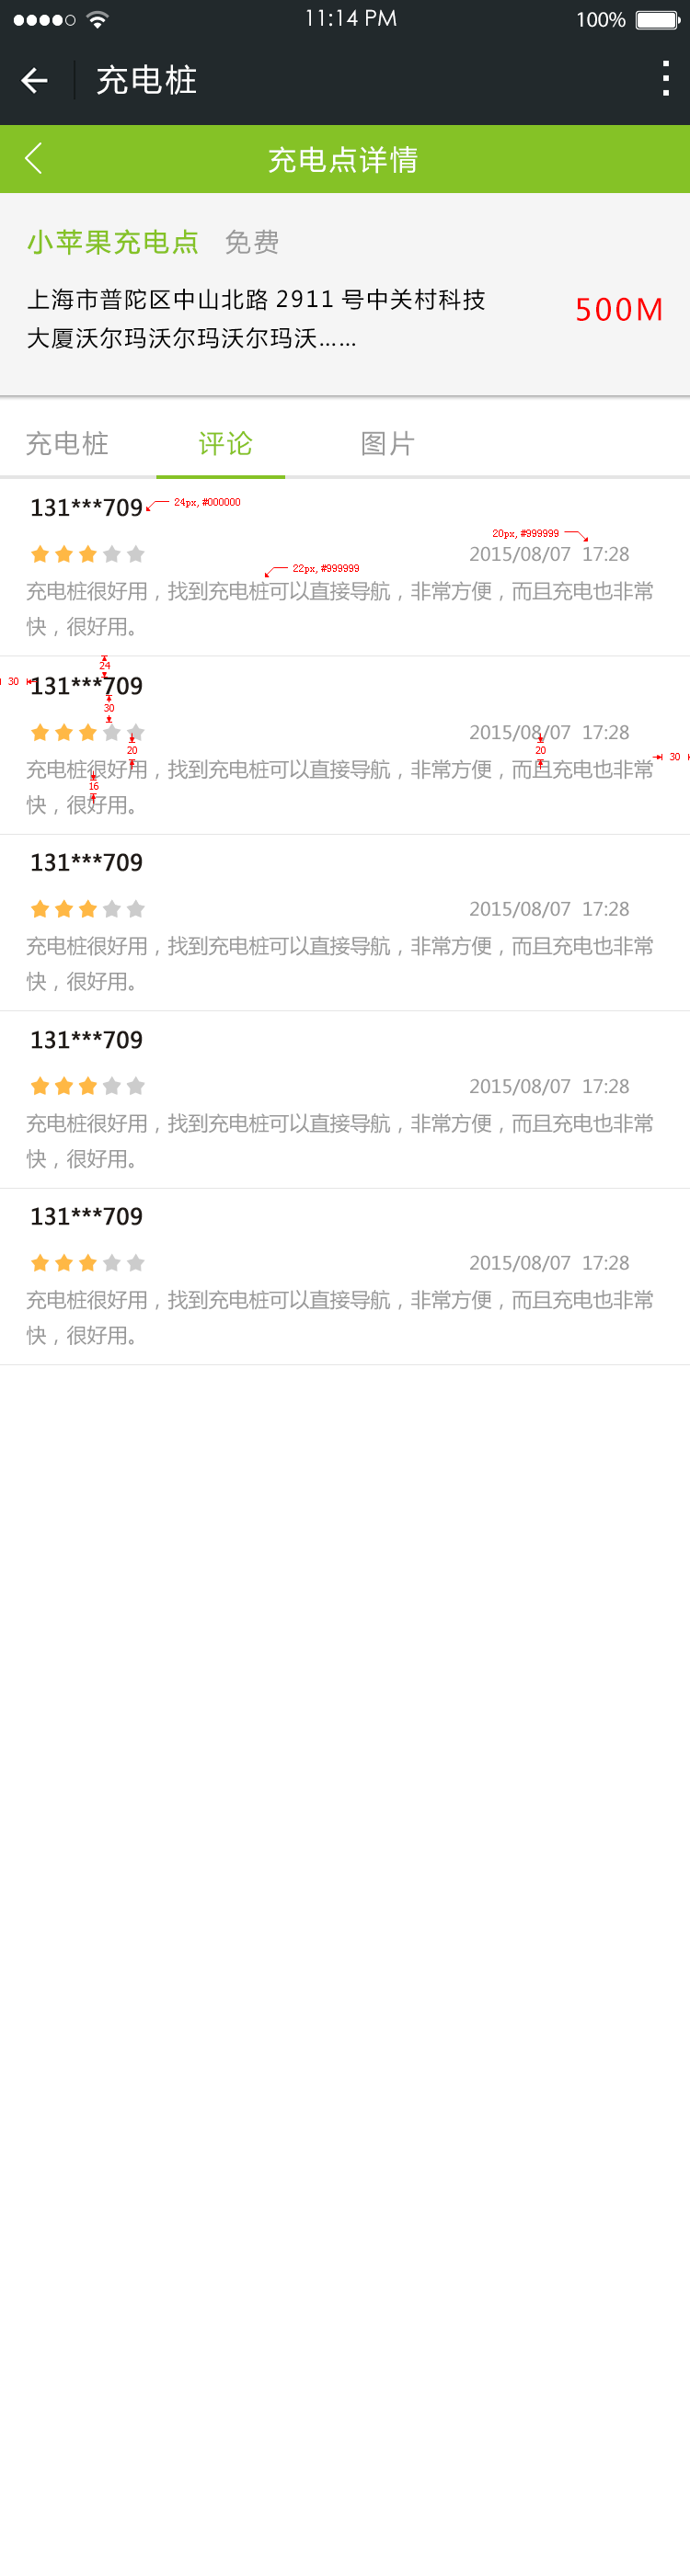 11:14 PM 100%
充电桩
充电点详情
小苹果充电点 免费
上海市普陀区中山北路 2911 号中关村科技
大厦沃尔玛沃尔玛沃尔玛沃……
500M
充电桩 评论 图片
131***709
24px, #000000
20px, #999999
2015/08/07 17:28
22px, #999999
充电桩很好用，找到充电桩可以直接导航，非常方便，而且充电也非常
快，很好用。
24
30
131***709
30
2015/08/07 17:28
20
20
30
充电桩很好用，找到充电桩可以直接导航，非常方便，而且充电也非常
16
快，很好用。
131***709
2015/08/07 17:28
充电桩很好用，找到充电桩可以直接导航，非常方便，而且充电也非常
快，很好用。
131***709
2015/08/07 17:28
充电桩很好用，找到充电桩可以直接导航，非常方便，而且充电也非常
快，很好用。
131***709
2015/08/07 17:28
充电桩很好用，找到充电桩可以直接导航，非常方便，而且充电也非常
快，很好用。